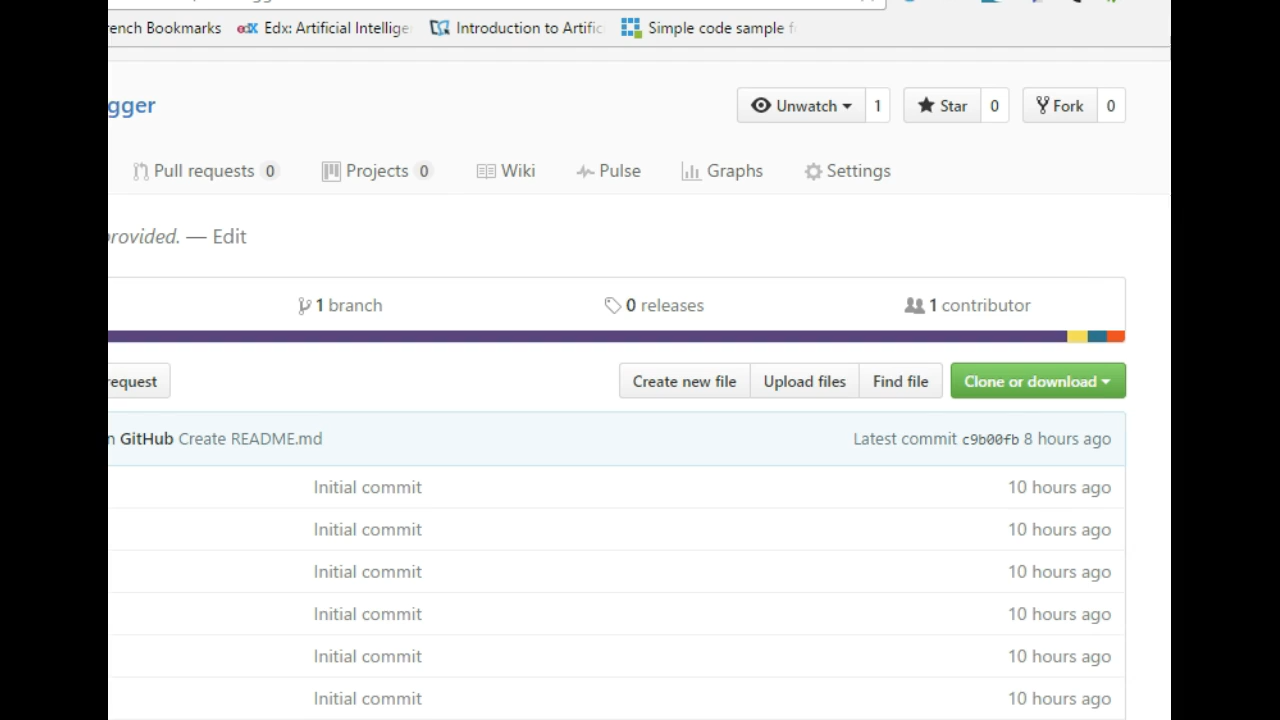 ench Bookmarks edX Edx: Artificial Intellige Introduction to Artific Simple code sample f
gger Unwatch 1 Star 0 Fork 0
Pull requests 0 Projects 0 Wiki Pulse Graphs Settings
rovided. — Edit
1 branch 0 releases 1 contributor
equest Create new file Upload files Find file Clone or download
n GitHub Create README.md Latest commit c9b00fb 8 hours ago
Initial commit 10 hours ago
Initial commit 10 hours ago
Initial commit 10 hours ago
Initial commit 10 hours ago
Initial commit 10 hours ago
Initial commit 10 hours ago